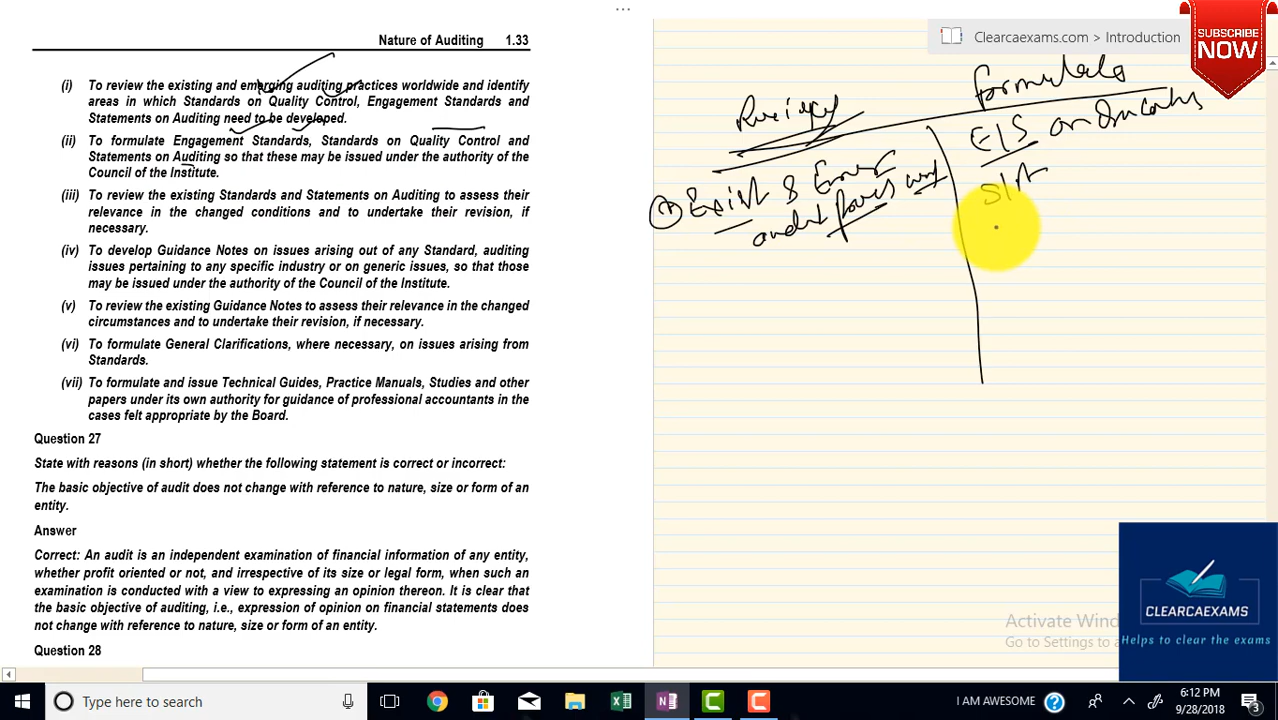 Nature of Auditing 1.33
(i) To review the existing and emerging auditing practices worldwide and identify
areas in which Standards on Quality Control, Engagement Standards and
Statements on Auditing need to be developed.
(ii) To formulate Engagement Standards, Standards on Quality Control and
Statements on Auditing so that these may be issued under the authority of the
Council of the Institute.
(iii) To review the existing Standards and Statements on Auditing to assess their
relevance in the changed conditions and to undertake their revision, if
necessary.
(iv) To develop Guidance Notes on issues arising out of any Standard, auditing
issues pertaining to any specific industry or on generic issues, so that those
may be issued under the authority of the Council of the Institute.
(v) To review the existing Guidance Notes to assess their relevance in the changed
circumstances and to undertake their revision, if necessary.
(vi) To formulate General Clarifications, where necessary, on issues arising from
Standards.
(vii) To formulate and issue Technical Guides, Practice Manuals, Studies and other
papers under its own authority for guidance of professional accountants in the
cases felt appropriate by the Board.
Question 27
State with reasons (in short) whether the following statement is correct or incorrect:
The basic objective of audit does not change with reference to nature, size or form of an
entity.
Answer
Correct: An audit is an independent examination of financial information of any entity,
whether profit oriented or not, and irrespective of its size or legal form, when such an
examination is conducted with a view to expressing an opinion thereon. It is clear that
the basic objective of auditing, i.e., expression of opinion on financial statements does
not change with reference to nature, size or form of an entity.
Question 28
Clearcaexams.com > Introduction
SUBSCRIBE
NOW
Exist &
E/S on
CLEARCAEXAMS
Helps to clear the exams
Activate Wind
Go to Settings to a
Type here to search
I AM AWESOME
6:12 PM
9/28/2018
3